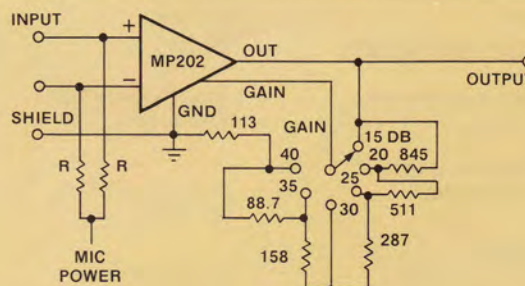 INPUT
+
−
MP202
OUT
OUTPUT
GAIN
SHIELD
GND
113
GAIN
15 DB
40
20
845
35
25
88.7
30
511
R
R
158
287
MIC
POWER